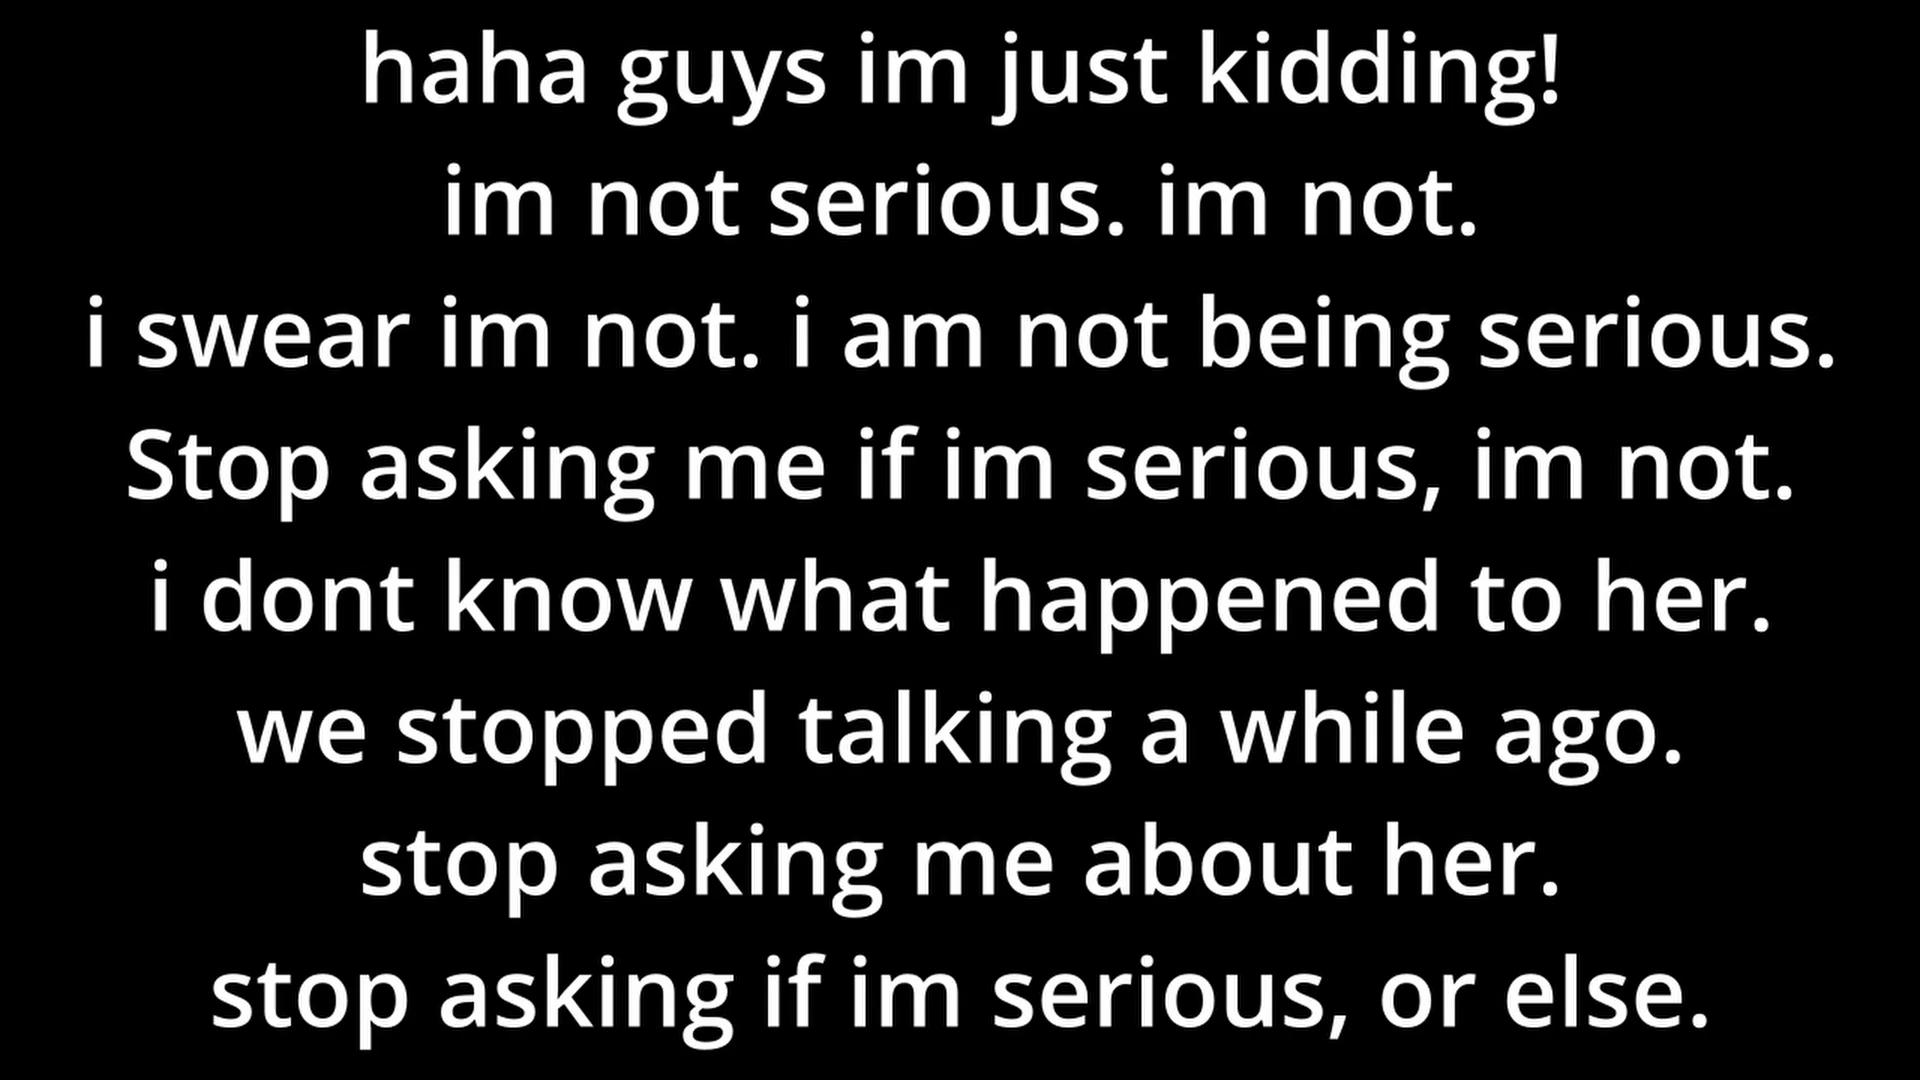 haha guys im just kidding!
im not serious. im not.
i swear im not. i am not being serious.
Stop asking me if im serious, im not.
i dont know what happened to her.
we stopped talking a while ago.
stop asking me about her.
stop asking if im serious, or else.